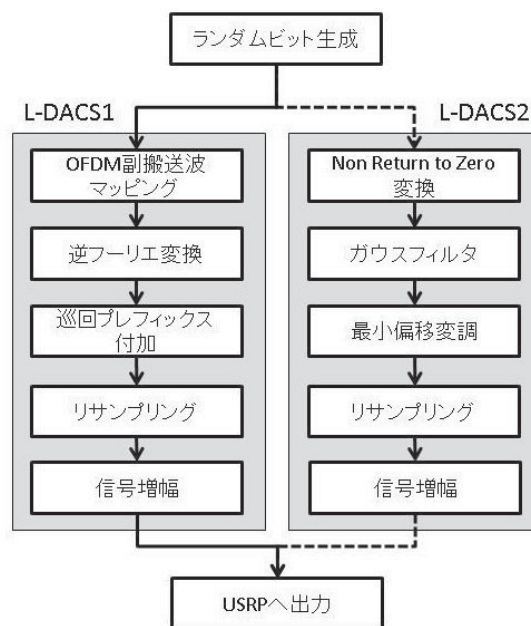 ランダムビット生成
L-DACS1
OFDM副搬送波
マッピング
逆フーリエ変換
巡回プレフィックス
付加
リサンプリング
信号増幅
L-DACS2
Non Return to Zero
変換
ガウスフィルタ
最小偏移変調
リサンプリング
信号増幅
USRPへ出力